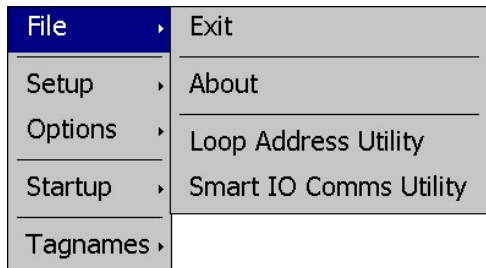 File
Setup
Options
Startup
Tagnames
Exit
About
Loop Address Utility
Smart IO Comms Utility